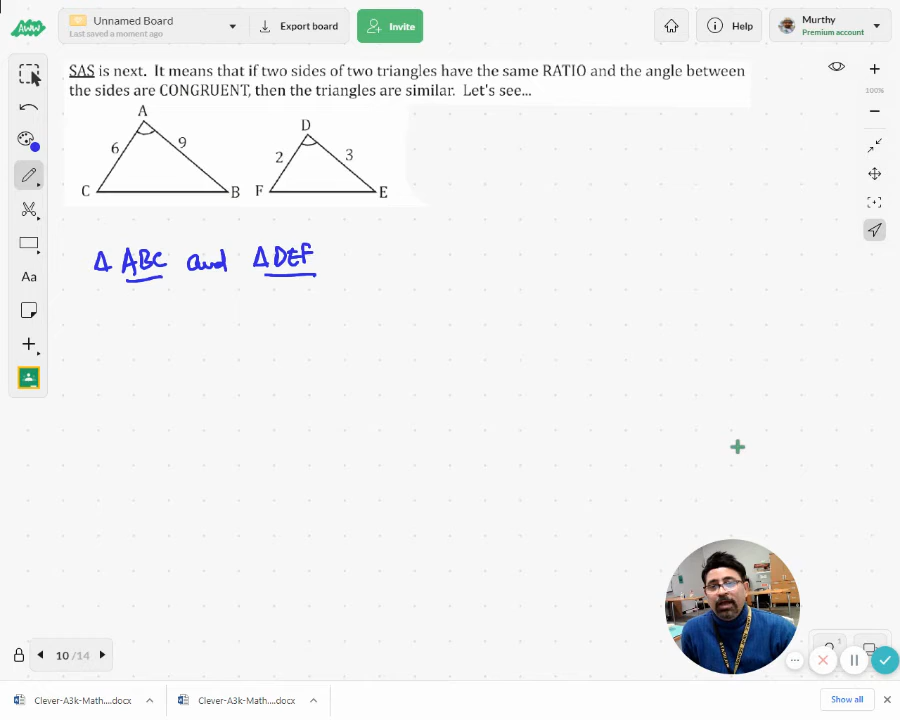 AWW
Unnamed Board
Last saved a moment ago
Export board
Invite
Help
Murthy
Premium account
SAS is next. It means that if two sides of two triangles have the same RATIO and the angle between
the sides are CONGRUENT, then the triangles are similar. Let's see...
100%
A
D
6
9
2
3
C
B
F
E
Δ ABC and Δ DEF
Aa
10 /14
1
Clever-A3k-Math....docx
Clever-A3k-Math....docx
Show all